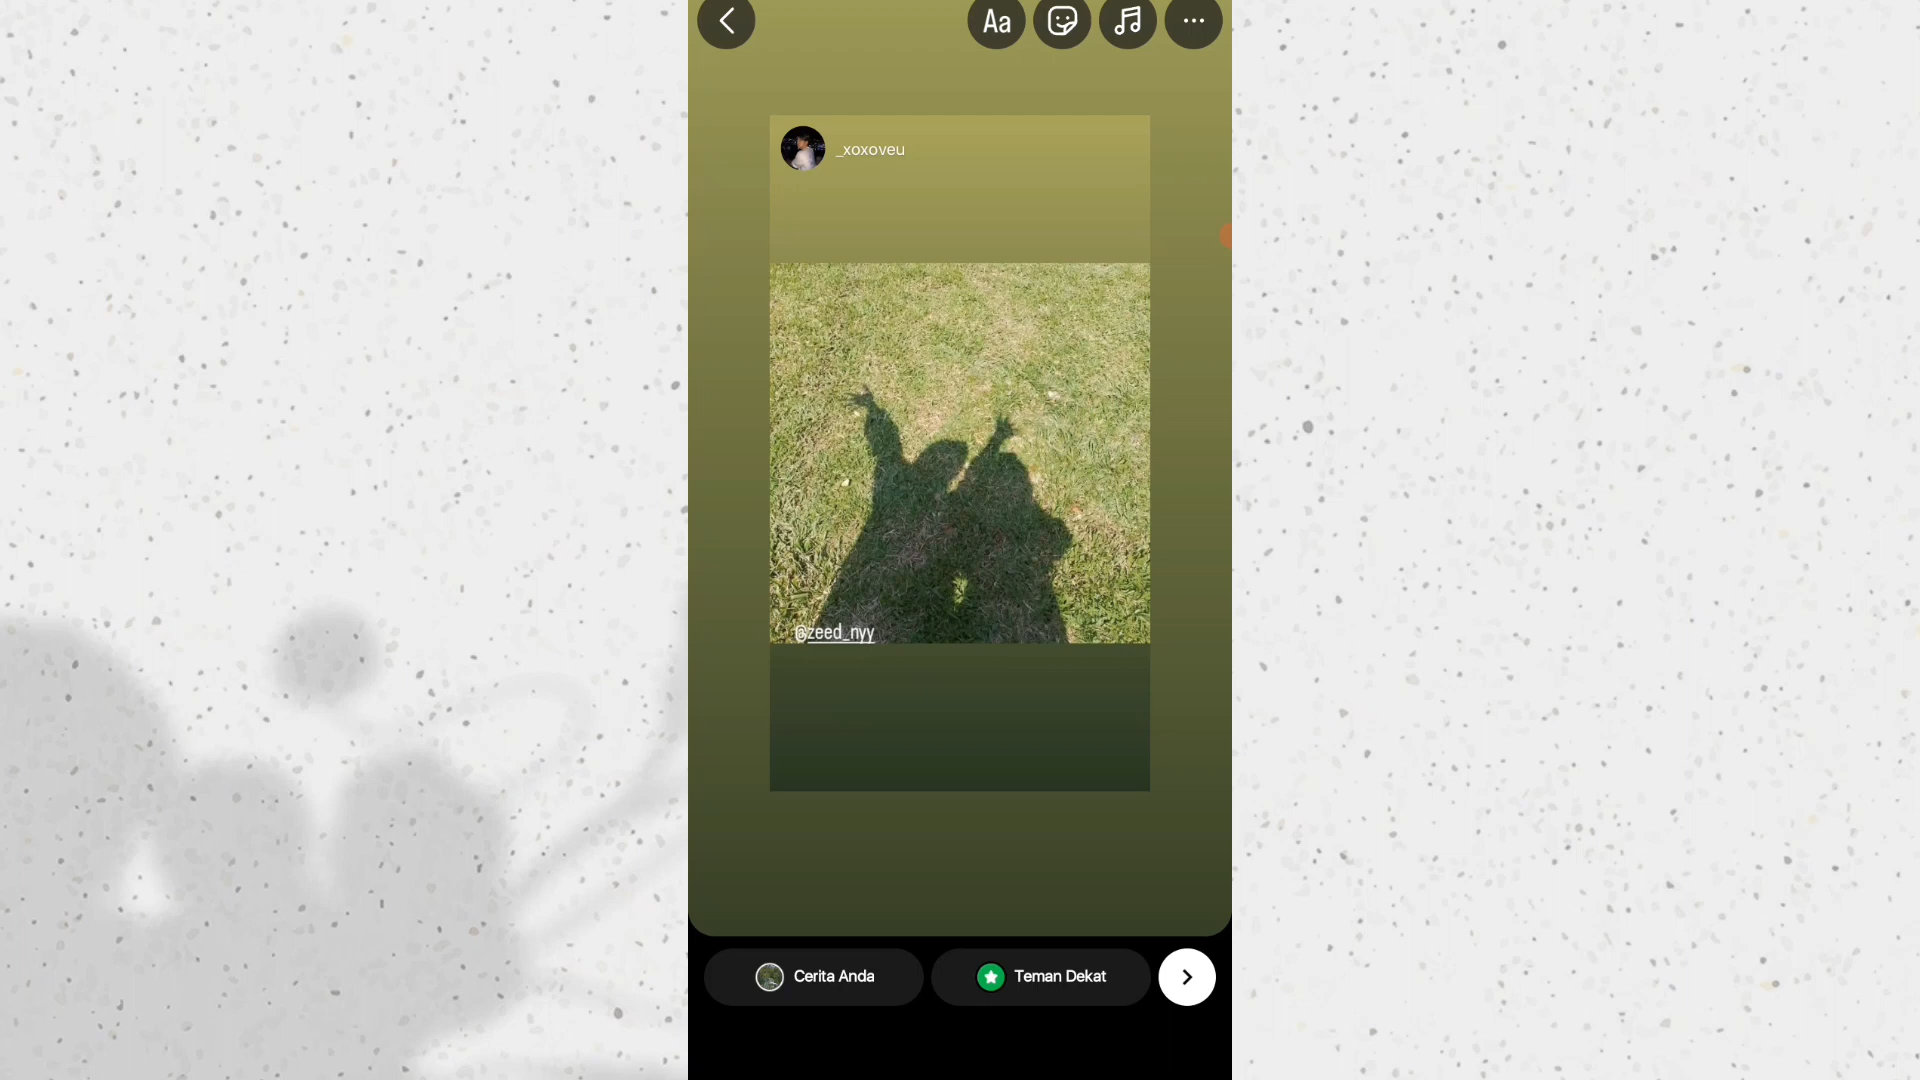 Aa
_xoxoveu
@zeed_nyy
Cerita Anda
Teman Dekat